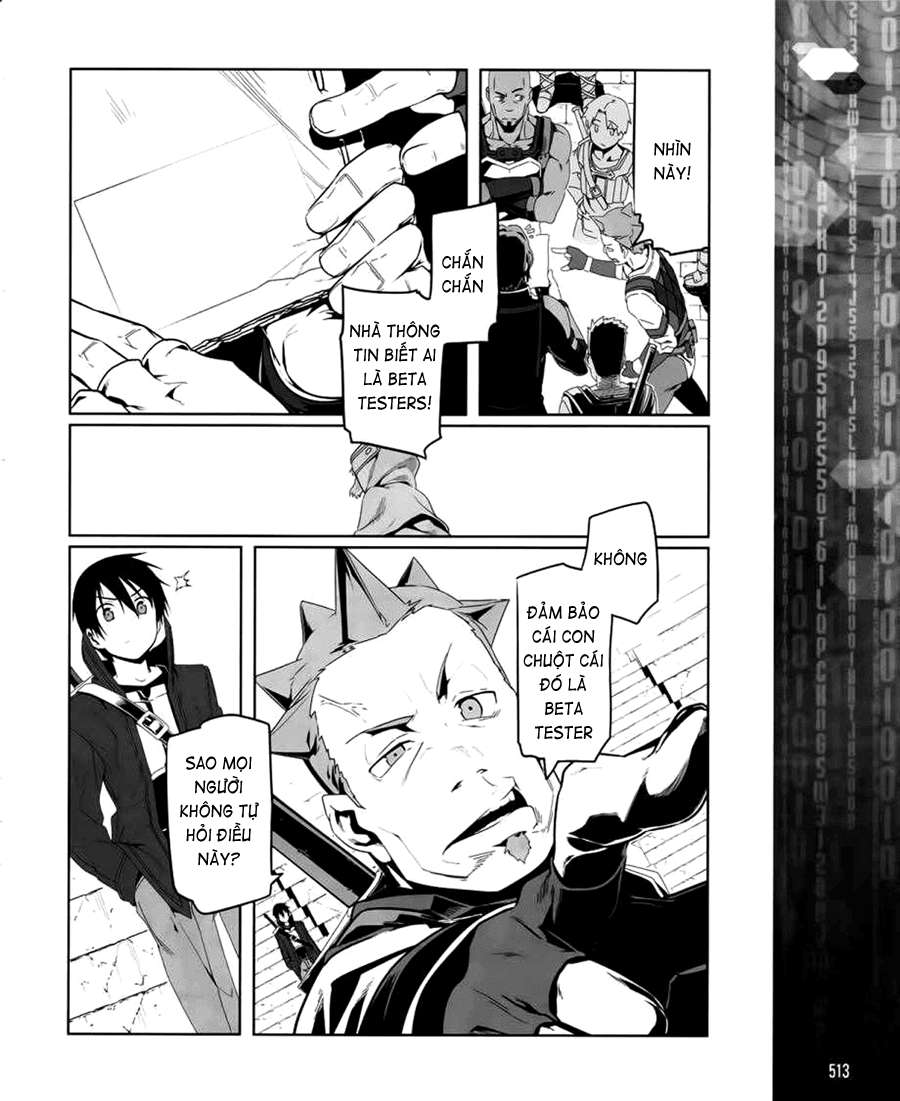 NHÌN
NÀY!
CHẮN
CHẮN
NHÀ THÔNG
TIN BIẾT AI
LÀ BETA
TESTERS!
KHÔNG
ĐẢM BẢO
CÁI CON
CHUỘT CÁI
ĐÓ LÀ
BETA
TESTER
SAO MỌI
NGƯỜI
KHÔNG TỰ
HỎI ĐIỀU
NÀY?
513